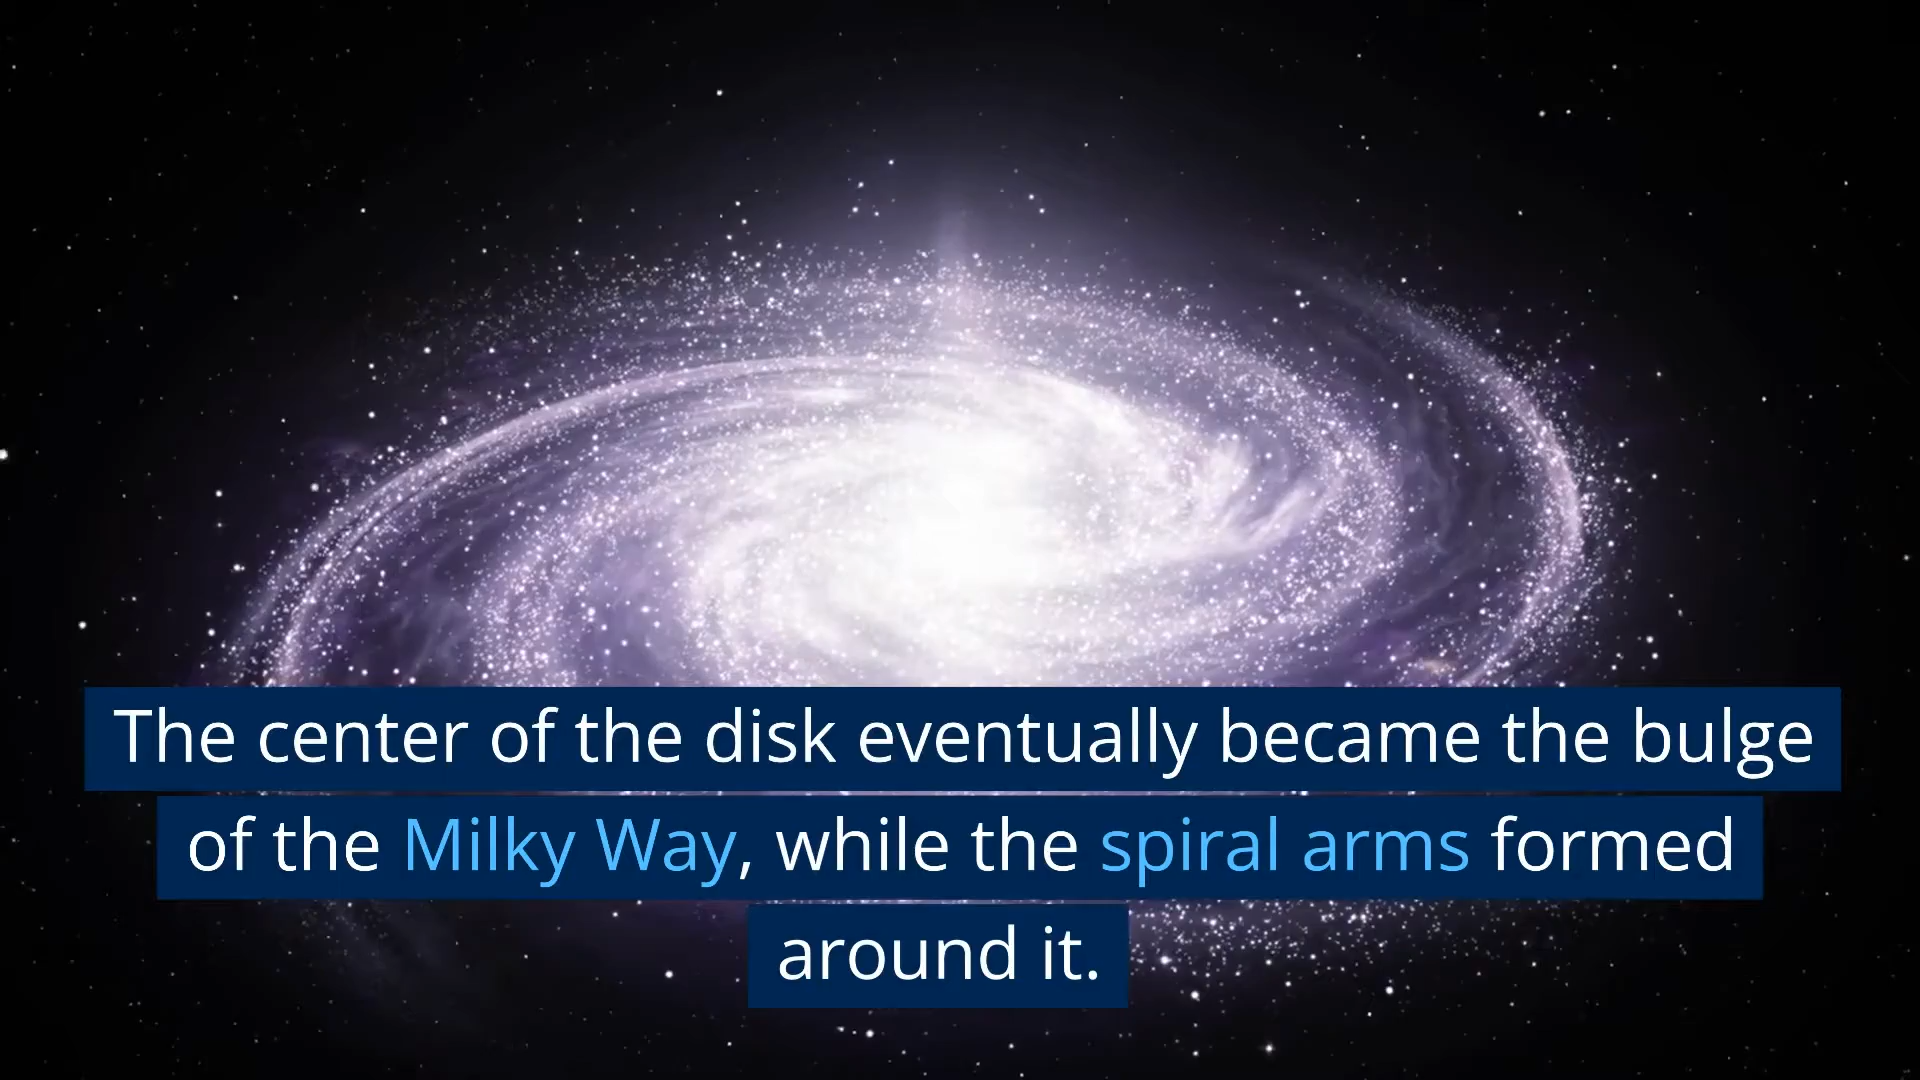 The center of the disk eventually became the bulge
of the Milky Way, while the spiral arms formed
around it.